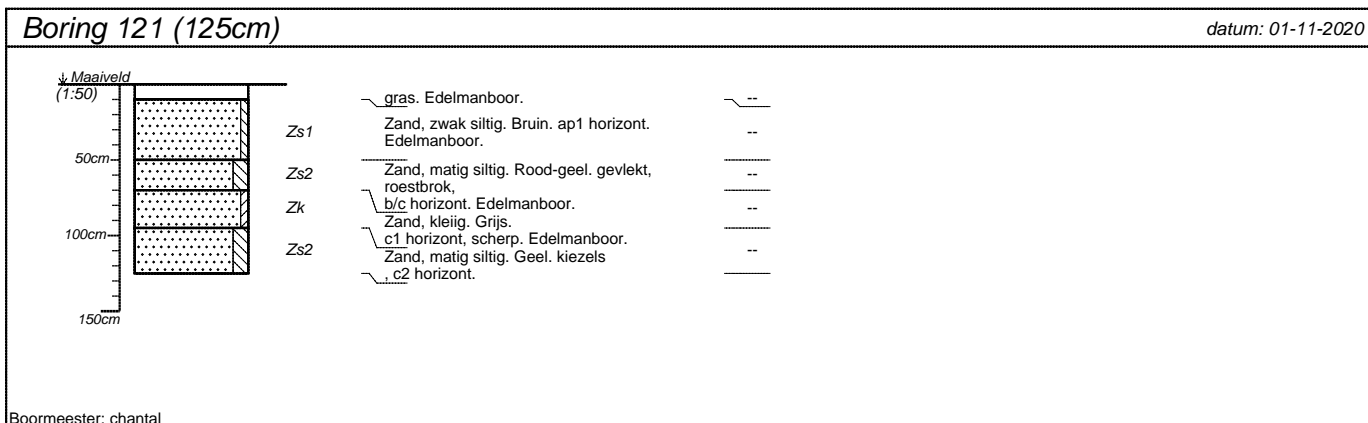 Boring 121 (125cm)
datum: 01-11-2020
Maaiveld
(1:50)
gras. Edelmanboor.
--
Zs1
Zand, zwak siltig. Bruin. ap1 horizont.
Edelmanboor.
--
50cm
Zs2
Zand, matig siltig. Rood-geel. gevlekt,
roestbrok,
b/c horizont. Edelmanboor.
--
Zk
Zand, kleiig. Grijs.
c1 horizont, scherp. Edelmanboor.
--
100cm
Zs2
Zand, matig siltig. Geel. kiezels
, c2 horizont.
--
150cm
Boormeester: chantal